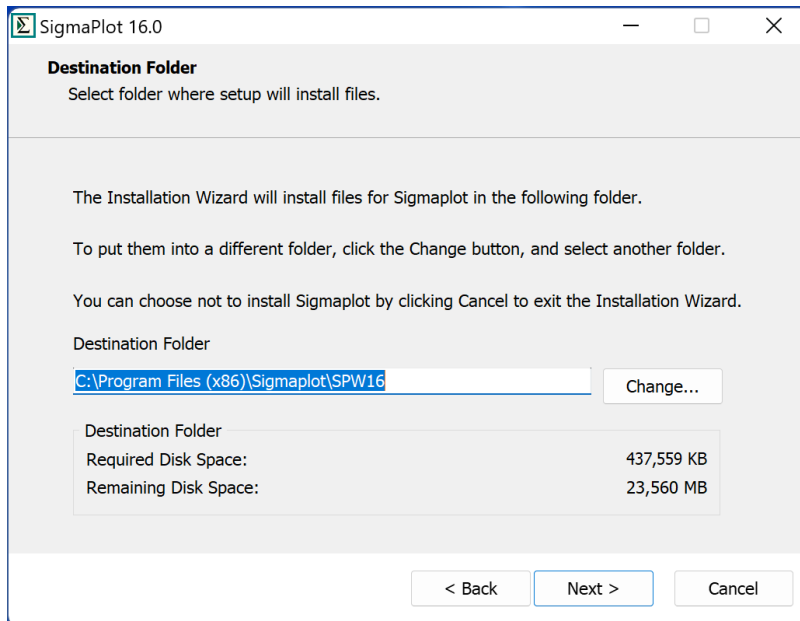 SigmaPlot 16.0
Destination Folder
Select folder where setup will install files.
The Installation Wizard will install files for Sigmaplot in the following folder.
To put them into a different folder, click the Change button, and select another folder.
You can choose not to install Sigmaplot by clicking Cancel to exit the Installation Wizard.
Destination Folder
C:\Program Files (x86)\Sigmaplot\SPW16
Change...
Destination Folder
Required Disk Space: 437,559 KB
Remaining Disk Space: 23,560 MB
< Back Next > Cancel